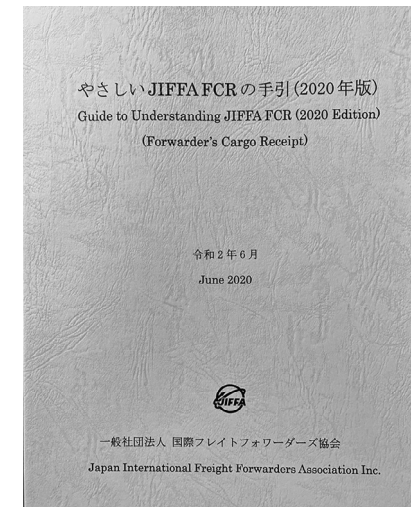 やさしいJIFFA FCRの手引(2020年版)
Guide to Understanding JIFFA FCR (2020 Edition)
(Forwarder's Cargo Receipt)
令和2年6月
June 2020
JIFFA
一般社団法人 国際フレイトフォワーダーズ協会
Japan International Freight Forwarders Association Inc.